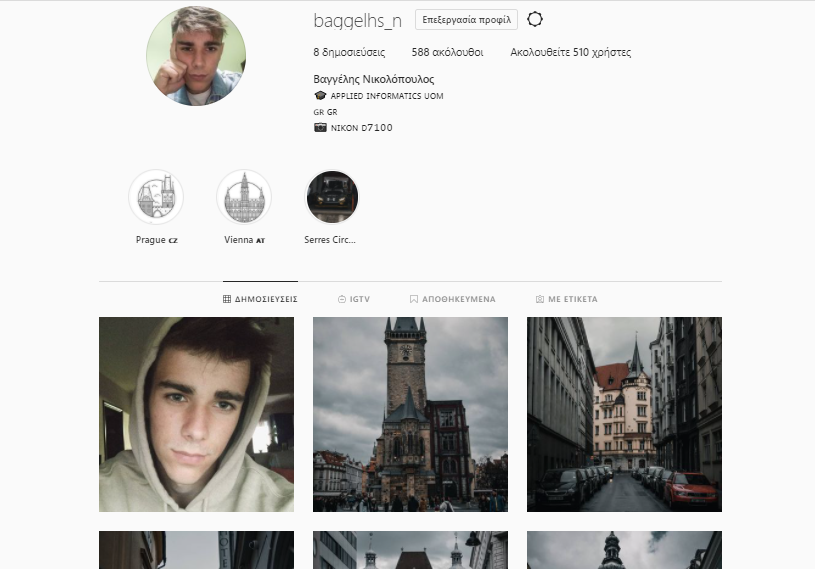 baggelhs_n Επεξεργασία προφίλ
8 δημοσιεύσεις 588 ακόλουθοι Ακολουθείτε 510 χρήστες
Βαγγέλης Νικολόπουλος
🎓 APPLIED INFORMATICS UOM
GR GR
📷 NIKON D7100
Prague CZ Vienna AT Serres Circ...
ΔΗΜΟΣΙΕΥΣΕΙΣ IGTV ΑΠΟΘΗΚΕΥΜΕΝΑ ΜΕ ΕΤΙΚΕΤΑ